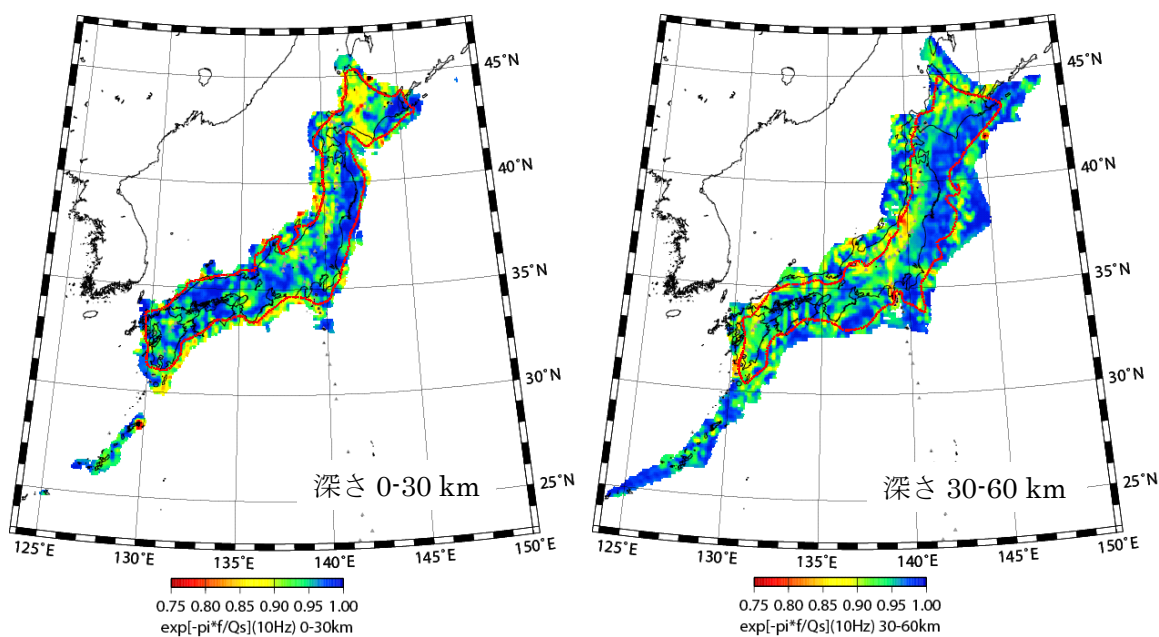 45°N
40°N
35°N
30°N
25°N
125°E
130°E
135°E
140°E
145°E
150°E
深さ 0-30 km
0.75 0.80 0.85 0.90 0.95 1.00
exp[-pi*f/Qs](10Hz) 0-30km
45°N
40°N
35°N
30°N
25°N
125°E
130°E
135°E
140°E
145°E
150°E
深さ 30-60 km
0.75 0.80 0.85 0.90 0.95 1.00
exp[-pi*f/Qs](10Hz) 30-60km